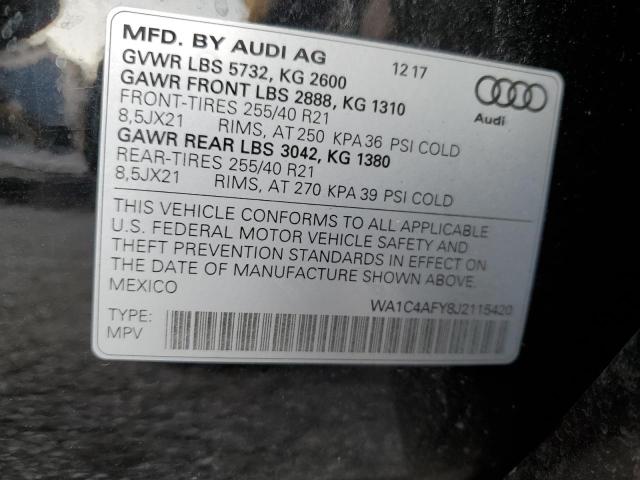 MFD. BY AUDI AG 12 17
GVWR LBS 5732, KG 2600
GAWR FRONT LBS 2888, KG 1310
FRONT-TIRES 255/40 R21
8,5JX21 RIMS, AT 250 KPA 36 PSI COLD
GAWR REAR LBS 3042, KG 1380
REAR-TIRES 255/40 R21
8,5JX21 RIMS, AT 270 KPA 39 PSI COLD
Audi
THIS VEHICLE CONFORMS TO ALL APPLICABLE
U.S. FEDERAL MOTOR VEHICLE SAFETY AND
THEFT PREVENTION STANDARDS IN EFFECT ON
THE DATE OF MANUFACTURE SHOWN ABOVE.
MEXICO
WA1C4AFY8J2115420
TYPE:
MPV